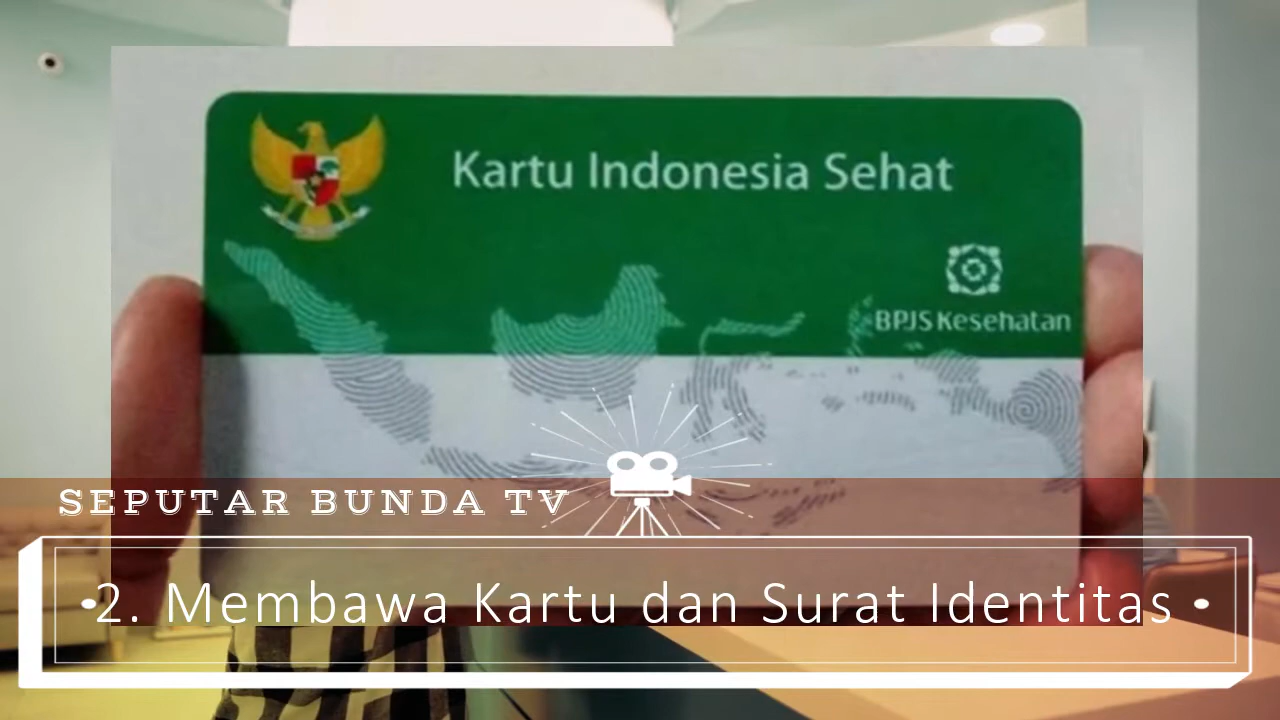 Kartu Indonesia Sehat
BPJS Kesehatan
SEPUTAR BUNDA TV
2. Membawa Kartu dan Surat Identitas